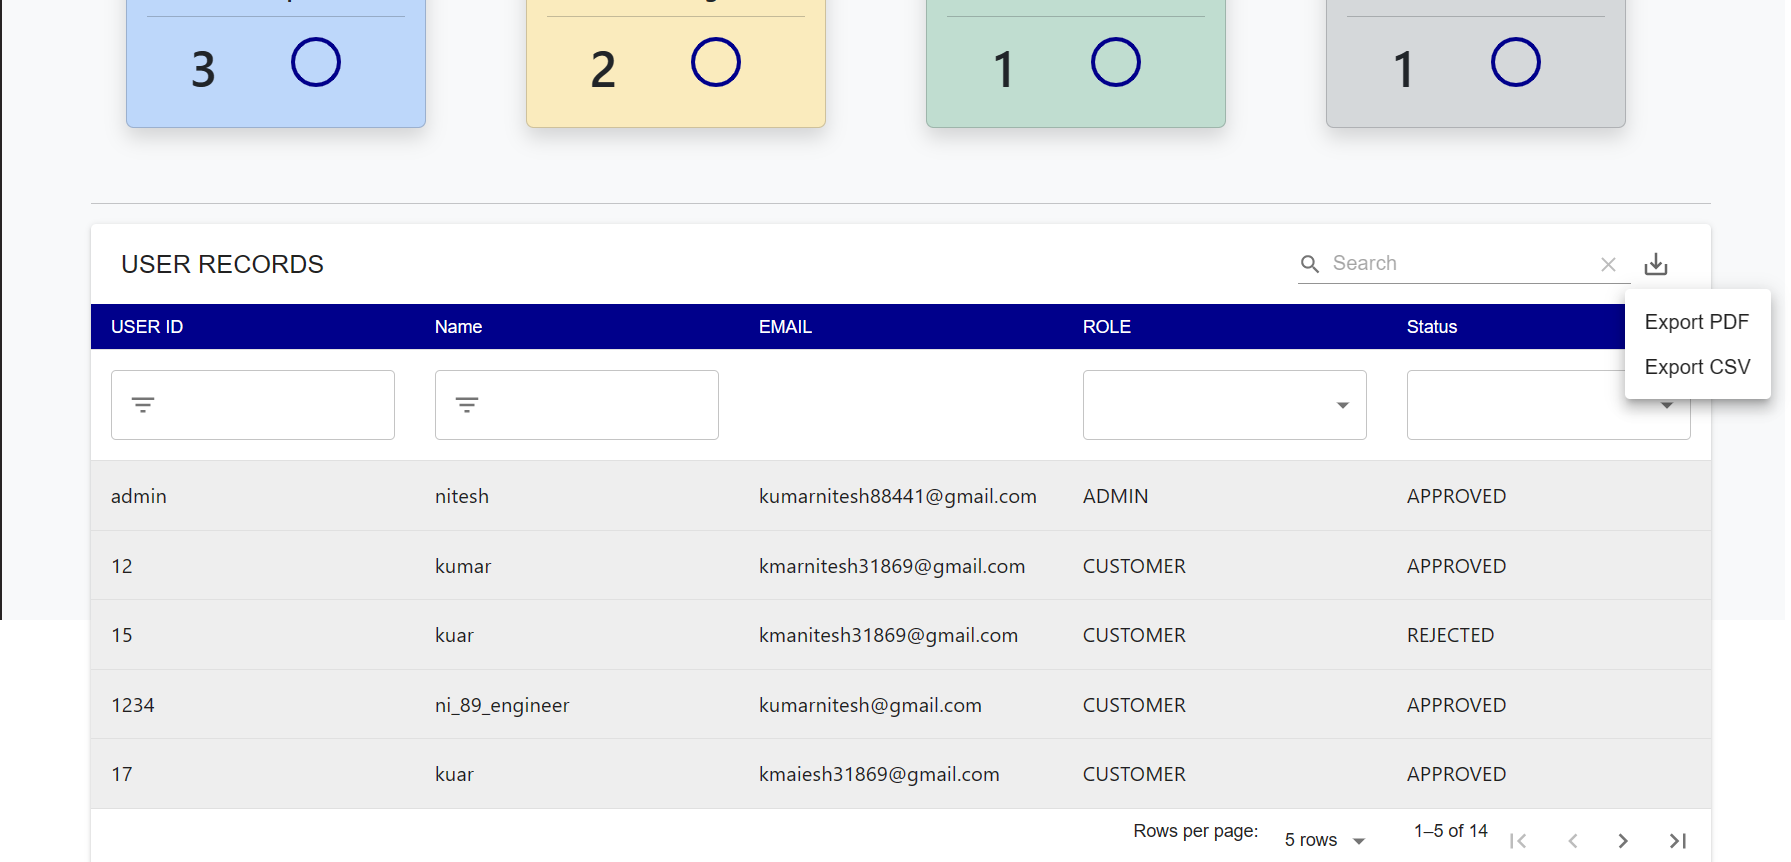 3 2 1 1
USER RECORDS Search
USER ID Name EMAIL ROLE Status
Export PDF
Export CSV
admin nitesh kumarnitesh88441@gmail.com ADMIN APPROVED
12 kumar kmarnitesh31869@gmail.com CUSTOMER APPROVED
15 kuar kmanitesh31869@gmail.com CUSTOMER REJECTED
1234 ni_89_engineer kumarnitesh@gmail.com CUSTOMER APPROVED
17 kuar kmaiesh31869@gmail.com CUSTOMER APPROVED
Rows per page: 5 rows 1–5 of 14